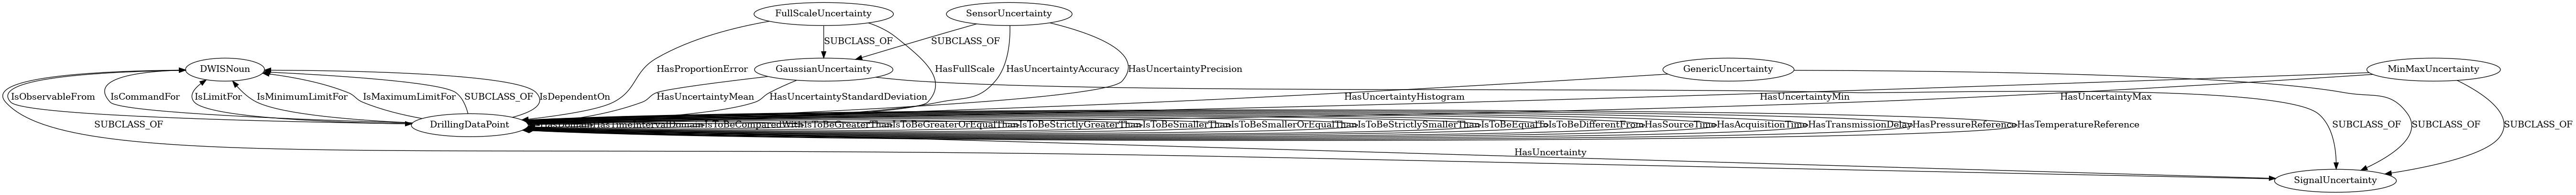 FullScaleUncertainty
SensorUncertainty
SUBCLASS_OF
SUBCLASS_OF
DWISNoun
HasProportionError
GaussianUncertainty
HasFullScale
HasUncertaintyAccuracy
HasUncertaintyPrecision
GenericUncertainty
MinMaxUncertainty
IsObservableFrom
IsCommandFor
IsLimitFor
IsMinimumLimitFor
IsMaximumLimitFor
SUBCLASS_OF
IsDependentOn
HasUncertaintyMean
HasUncertaintyStandardDeviation
HasUncertaintyHistogram
HasUncertaintyMin
HasUncertaintyMax
SUBCLASS_OF
DrillingDataPoint
IsToBeComparedWith
IsToBeGreaterThan
IsToBeGreaterOrEqualThan
IsToBeStrictlyGreaterThan
IsToBeSmallerThan
IsToBeSmallerOrEqualThan
IsToBeStrictlySmallerThan
IsToBeEqualTo
IsToBeDifferentFrom
HasSourceTime
HasAcquisitionTime
HasTransmissionDelay
HasPressureReference
HasTemperatureReference
SUBCLASS_OF
SUBCLASS_OF
SUBCLASS_OF
HasUncertainty
SignalUncertainty